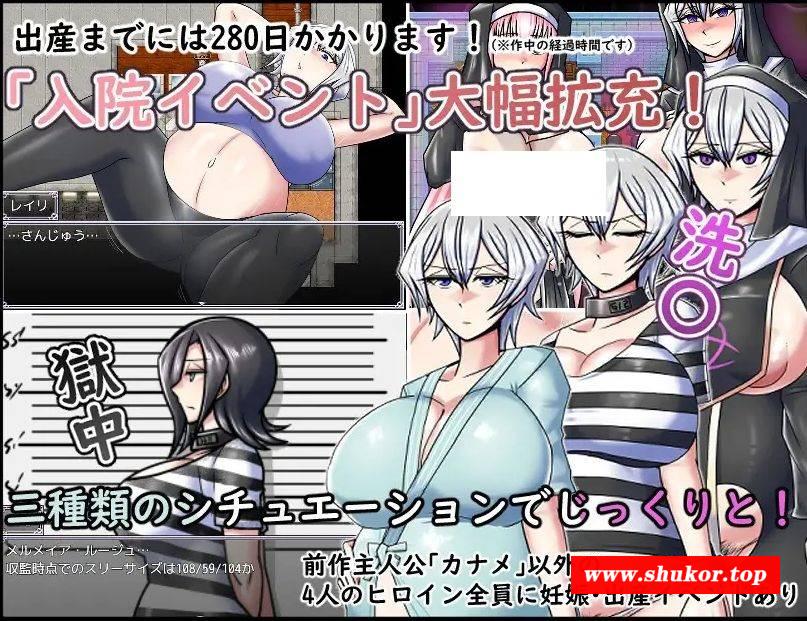 出産までには280日かかります！(※作中の経過時間です)
「入院イベント」大幅拡充！
レイリ
…さんじゅう…
洗〇
獄中
三種類のシチュエーションでじっくりと！
メルメイア・ルージュ…
収監時点でのスリーサイズは108/59/104か
前作主人公「カナメ」以外
www.shukor.top
4人のヒロイン全員に妊娠・出産イベントあり